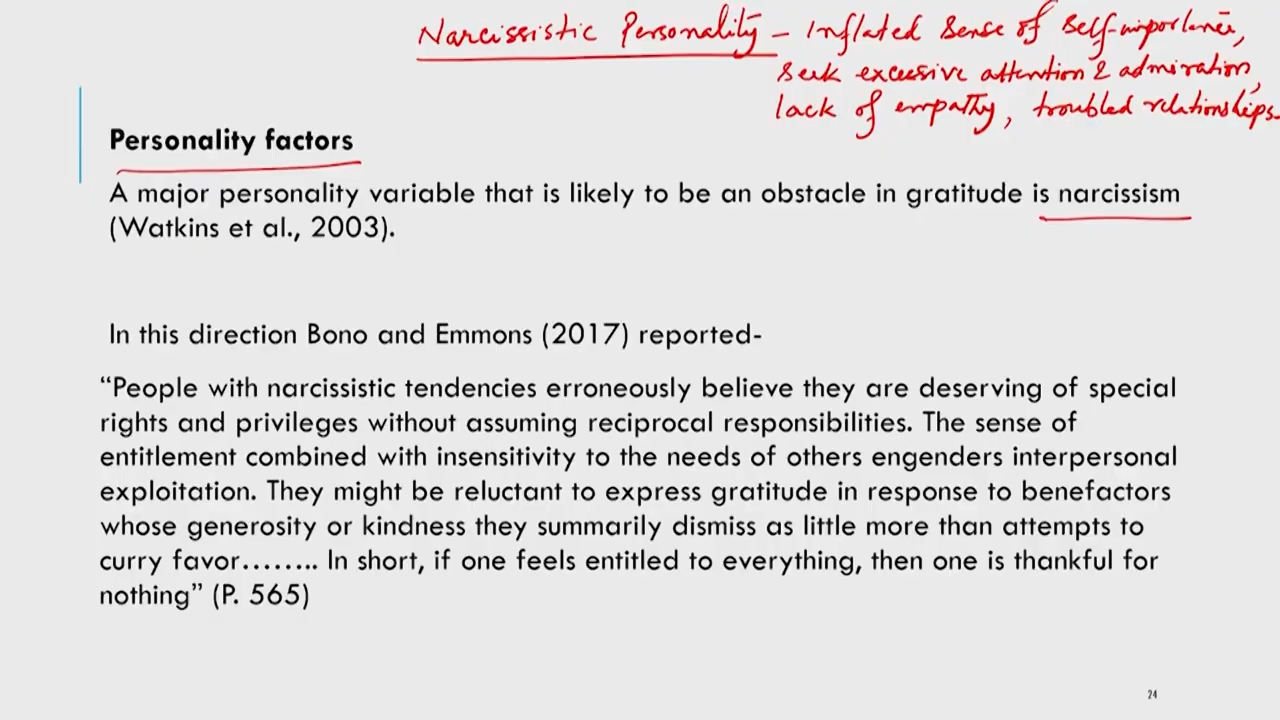 Narcissistic Personality – Inflated Sense of Self-importance,
seek excessive attention & admiration,
lack of empathy, troubled relationships.
Personality factors
A major personality variable that is likely to be an obstacle in gratitude is narcissism
(Watkins et al., 2003).
In this direction Bono and Emmons (2017) reported-
“People with narcissistic tendencies erroneously believe they are deserving of special
rights and privileges without assuming reciprocal responsibilities. The sense of
entitlement combined with insensitivity to the needs of others engenders interpersonal
exploitation. They might be reluctant to express gratitude in response to benefactors
whose generosity or kindness they summarily dismiss as little more than attempts to
curry favor…….. In short, if one feels entitled to everything, then one is thankful for
nothing” (P. 565)
24